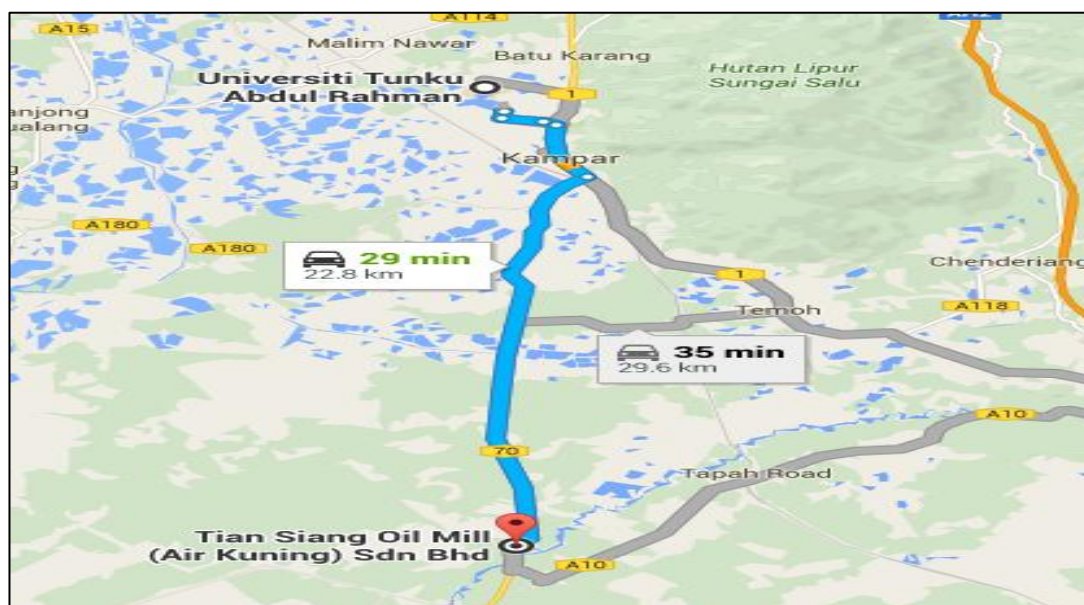 A15
A114
Malim Nawar
Batu Karang
Universiti Tunku
Abdul Rahman
1
Hutan Lipur
Sungai Salu
anjong
ualang
Kampar
A180
A180
29 min
22.8 km
1
Chenderiang
Temoh
A118
35 min
29.6 km
A10
70
Tapah Road
Tian Siang Oil Mill
(Air Kuning) Sdn Bhd
A10